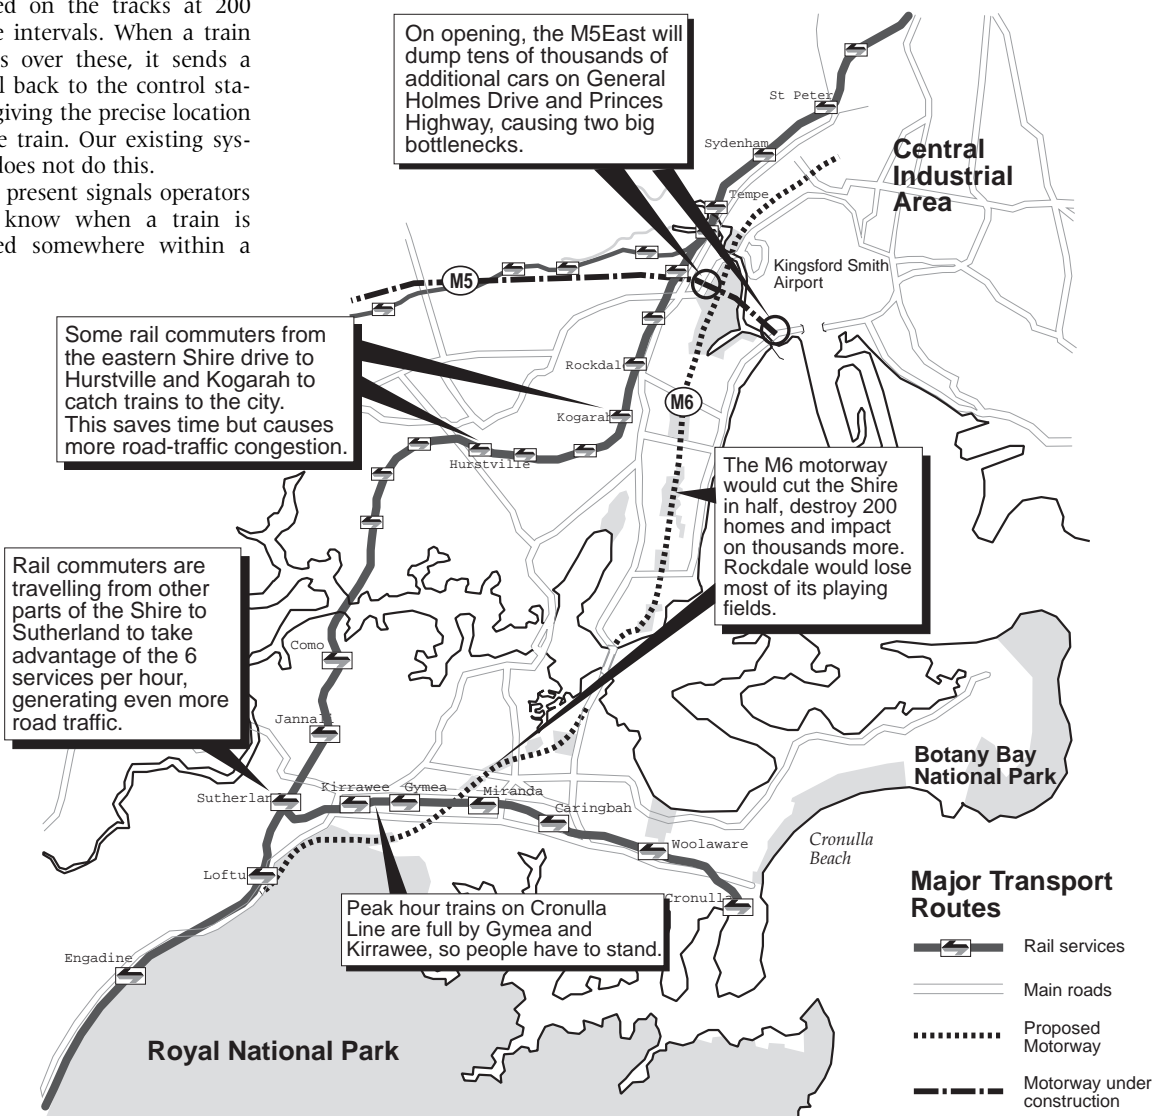 ed on the tracks at 200
e intervals. When a train
s over these, it sends a
l back to the control sta-
giving the precise location
e train. Our existing sys-
does not do this.
present signals operators
know when a train is
ed somewhere within a
On opening, the M5East will
dump tens of thousands of
additional cars on General
Holmes Drive and Princes
Highway, causing two big
bottlenecks.
St Peter
Sydenham
Central
Industrial
Area
Tempe
Kingsford Smith
Airport
M5
Some rail commuters from
the eastern Shire drive to
Hurstville and Kogarah to
catch trains to the city.
This saves time but causes
more road-traffic congestion.
Rockdal
Kogarah
M6
Hurstville
The M6 motorway
would cut the Shire
in half, destroy 200
homes and impact
on thousands more.
Rockdale would lose
most of its playing
fields.
Rail commuters are
travelling from other
parts of the Shire to
Sutherland to take
advantage of the 6
services per hour,
generating even more
road traffic.
Como
Jannali
Botany Bay
National Park
Sutherlan
Kirrawee
Gymea
Miranda
Caringbah
Woolaware
Cronulla
Beach
Loftu
Cronulla
Peak hour trains on Cronulla
Line are full by Gymea and
Kirrawee, so people have to stand.
Engadine
Royal National Park
Major Transport
Routes
Rail services
Main roads
Proposed
Motorway
Motorway under
construction